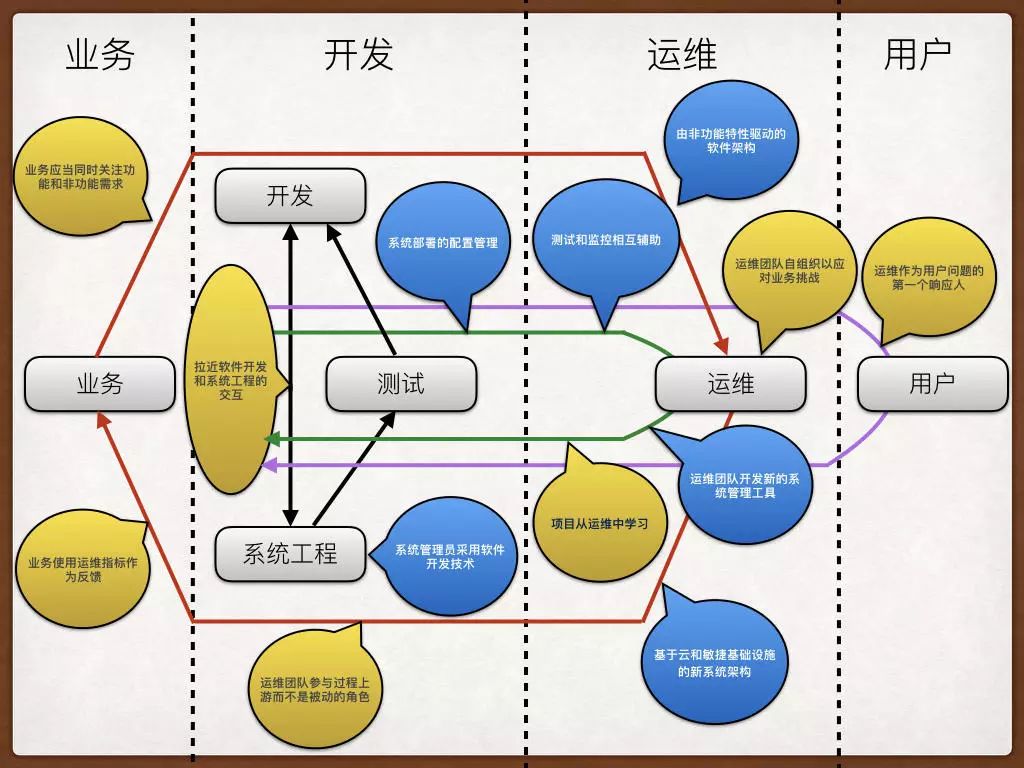 业务
开发
运维
用户
由非功能特性驱动的
软件架构
业务应当同时关注功
能和非功能需求
开发
系统部署的配置管理
测试和监控相互辅助
运维团队自组织以应
对业务挑战
运维作为用户问题的
第一个响应人
拉近软件开发
和系统工程的
交互
业务
测试
运维
用户
运维团队开发新的系
统管理工具
项目从运维中学习
系统工程
系统管理员采用软件
开发技术
业务使用运维指标作
为反馈
基于云和敏捷基础设施
的新系统架构
运维团队参与过程上
游而不是被动的角色